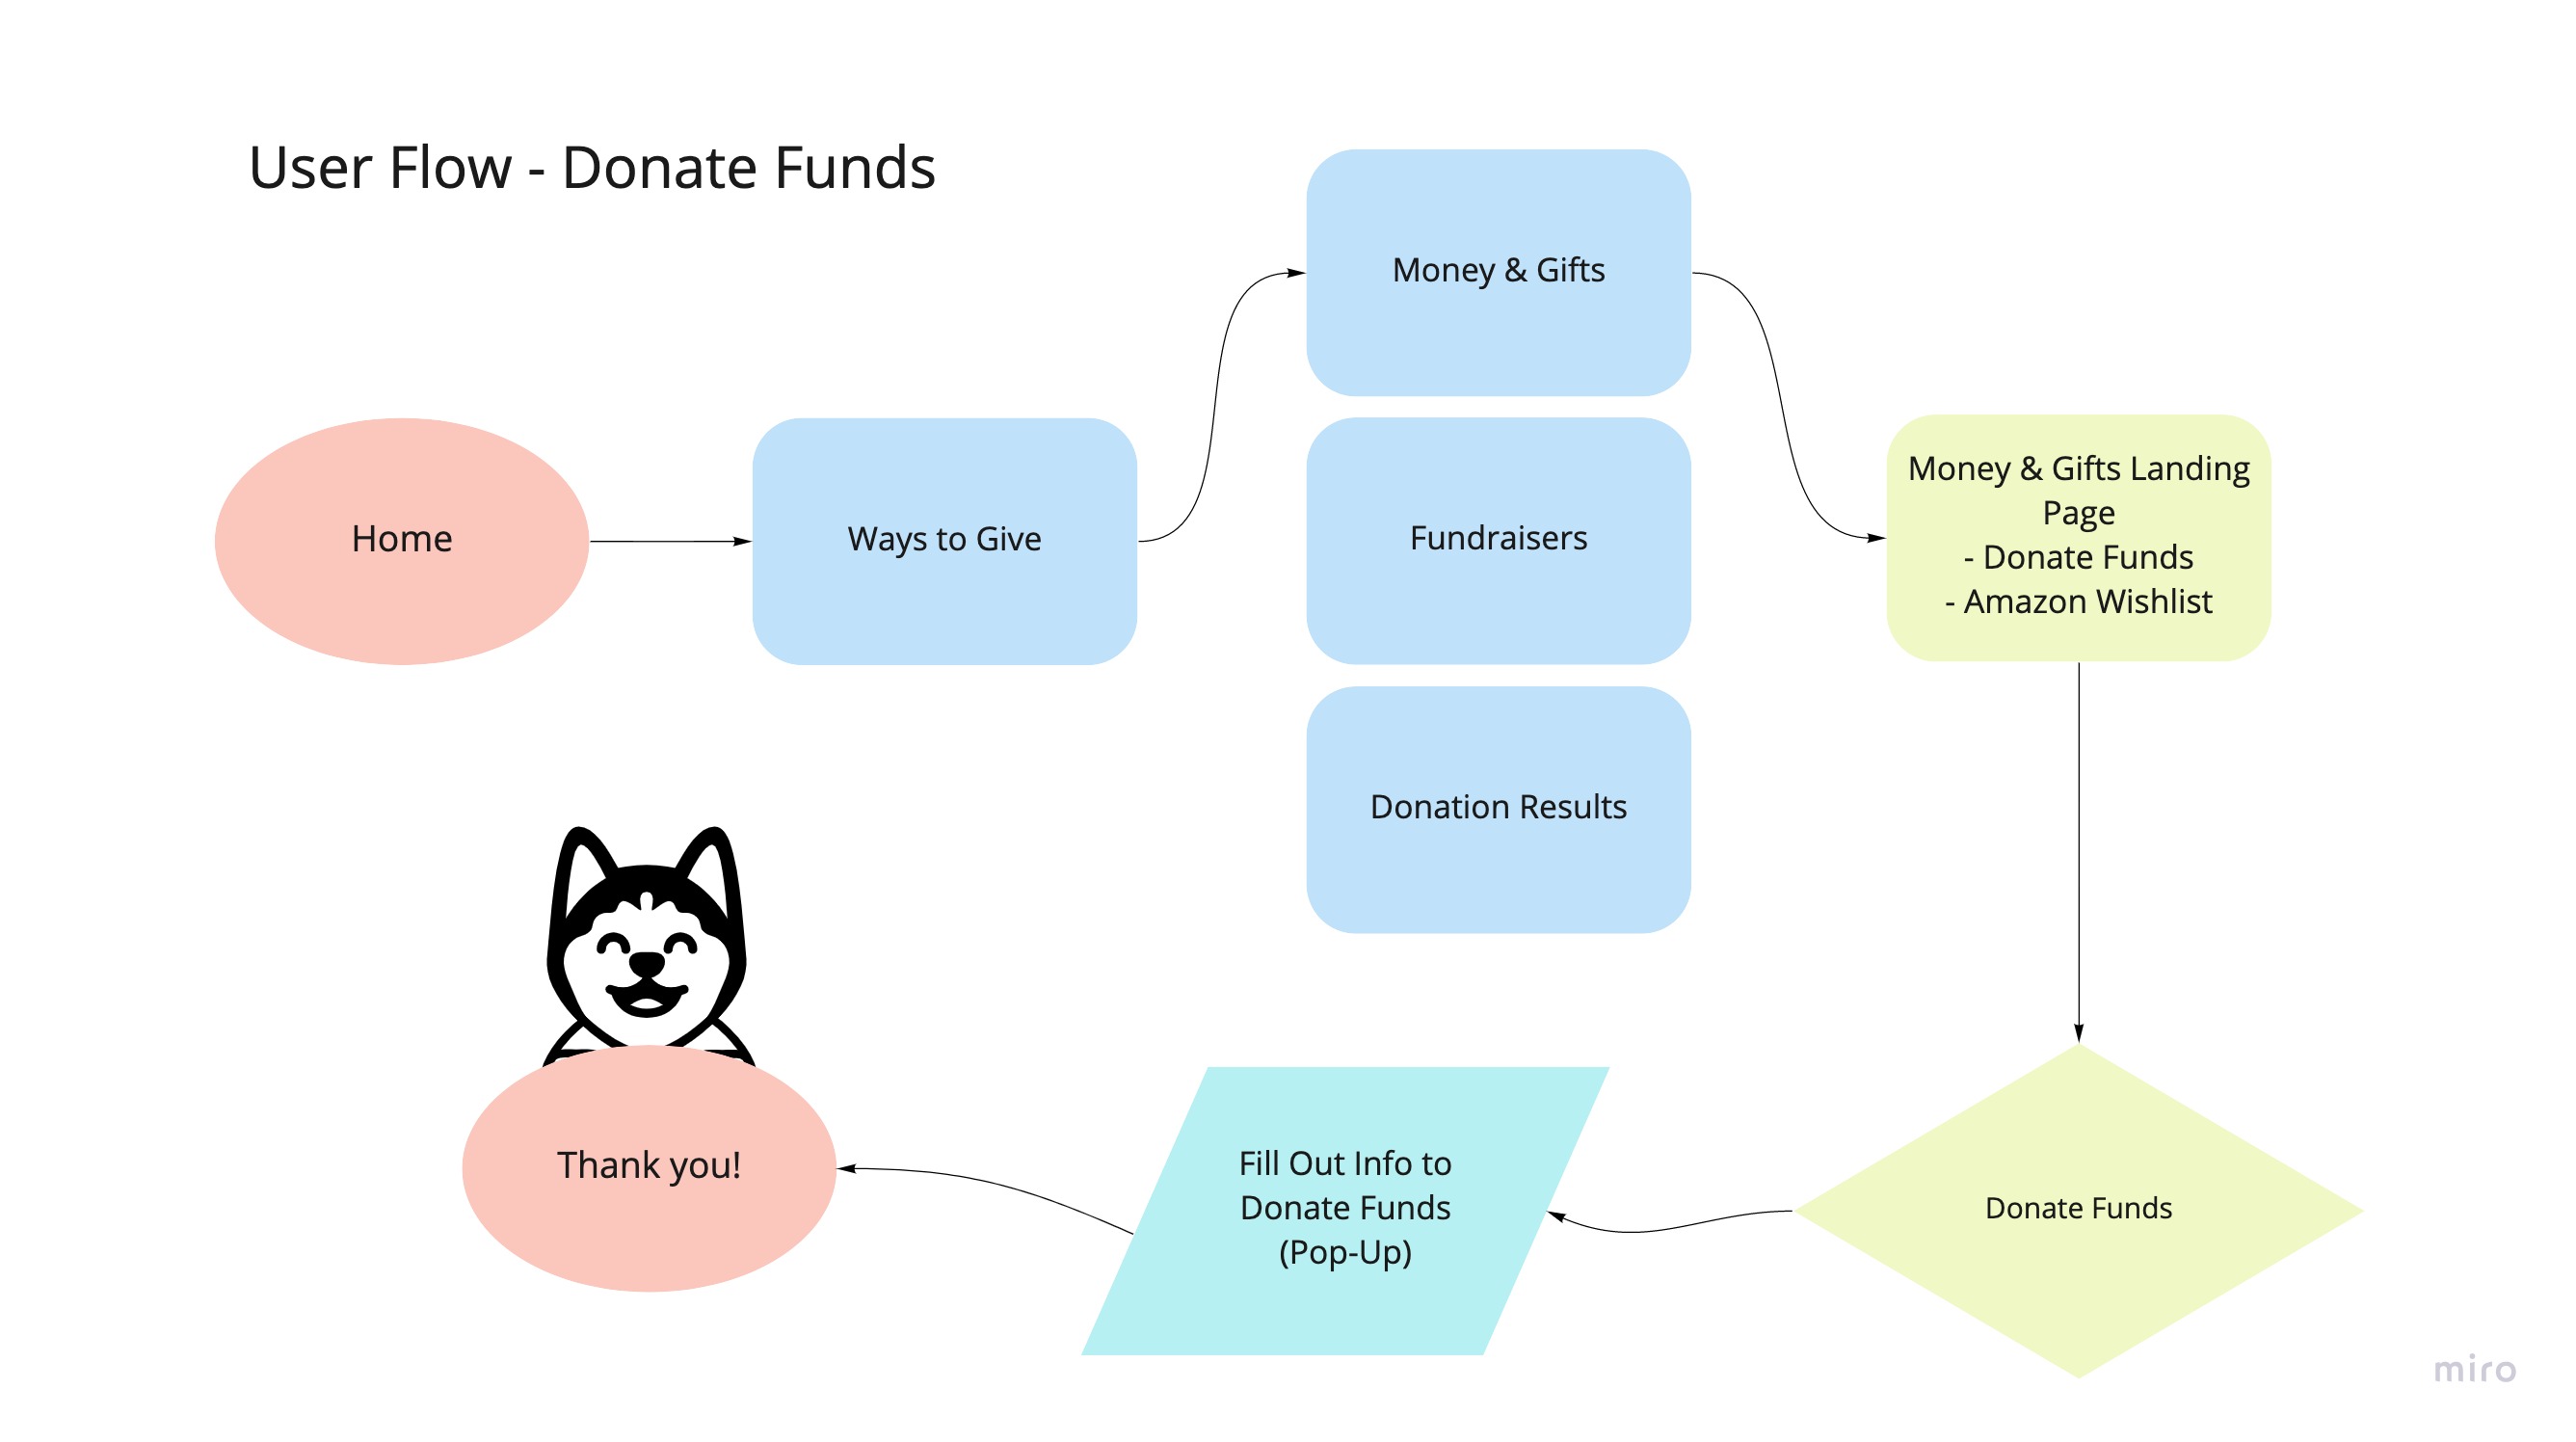 User Flow - Donate Funds
Money & Gifts
Home
Ways to Give
Fundraisers
Money & Gifts Landing
Page
- Donate Funds
- Amazon Wishlist
Donation Results
Thank you!
Fill Out Info to
Donate Funds
(Pop-Up)
Donate Funds
miro